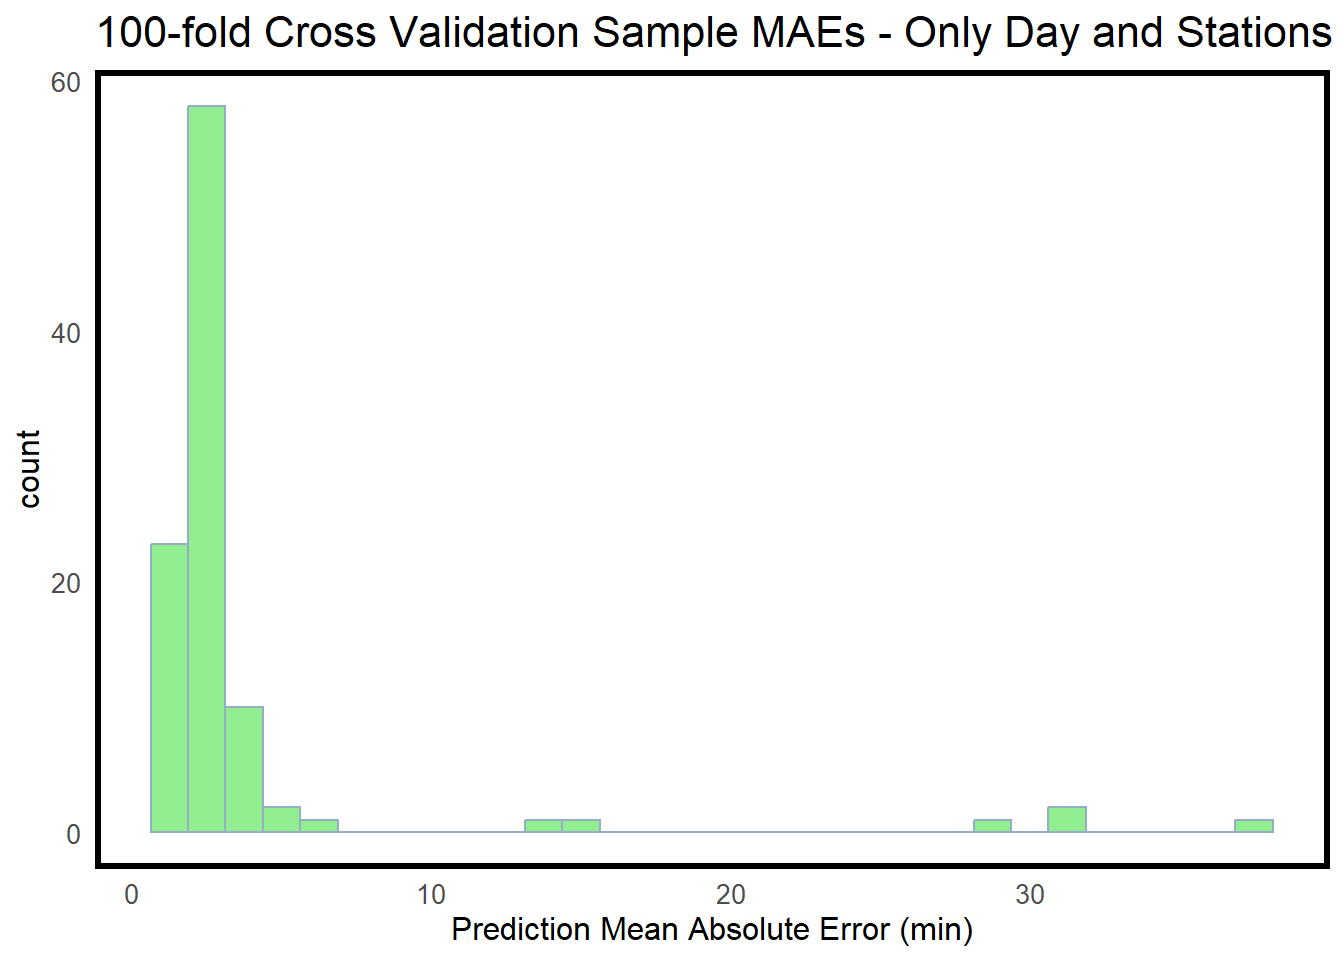 100-fold Cross Validation Sample MAEs - Only Day and Stations
60
40
20
0
count
0 10 20 30
Prediction Mean Absolute Error (min)